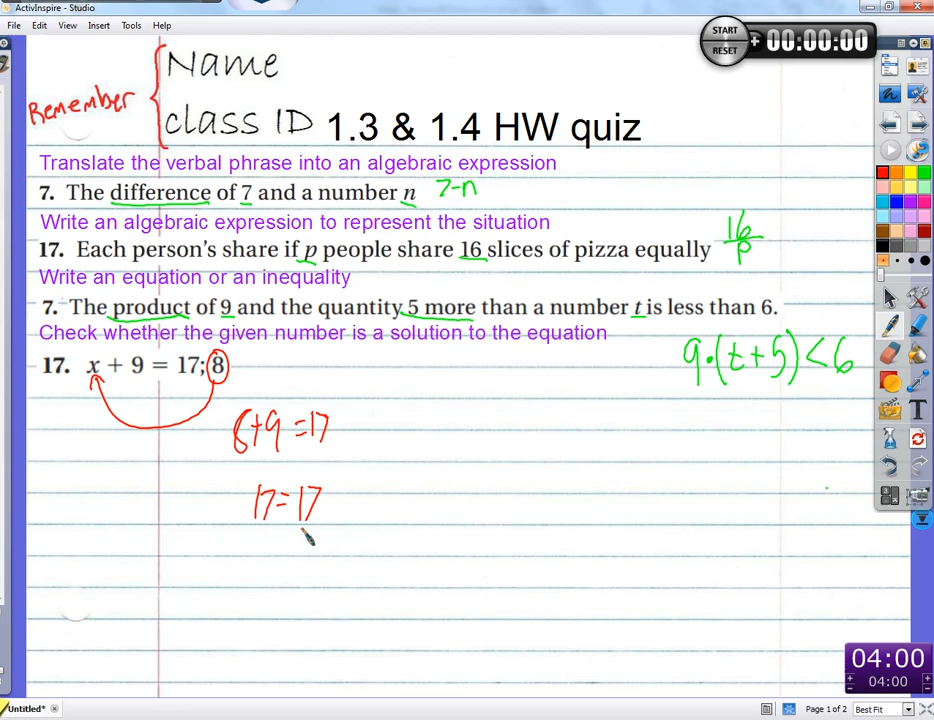 ActivInspire - Studio
File Edit View Insert Tools Help
START
RESET
+ 00:00:00
Remember
Name
class ID
1.3 & 1.4 HW quiz
Translate the verbal phrase into an algebraic expression
7. The difference of 7 and a number n 7-n
Write an algebraic expression to represent the situation
17. Each person's share if p people share 16 slices of pizza equally
16
p
Write an equation or an inequality
7. The product of 9 and the quantity 5 more than a number t is less than 6.
Check whether the given number is a solution to the equation
9·(t+5)<6
17. x + 9 = 17; 8
8+9=17
17=17
04:00
04:00
Untitled*
Page 1 of 2
Best Fit